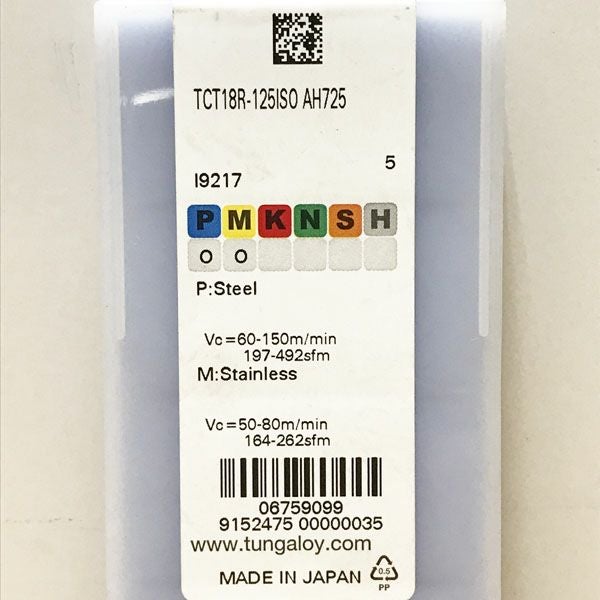 TCT18R-125ISO AH725
5
I9217
P M K N S H
O O
P:Steel
Vc=60-150m/min
197-492sfm
M:Stainless
Vc=50-80m/min
164-262sfm
06759099
9152475 00000035
www.tungaloy.com
MADE IN JAPAN
0.5
PP